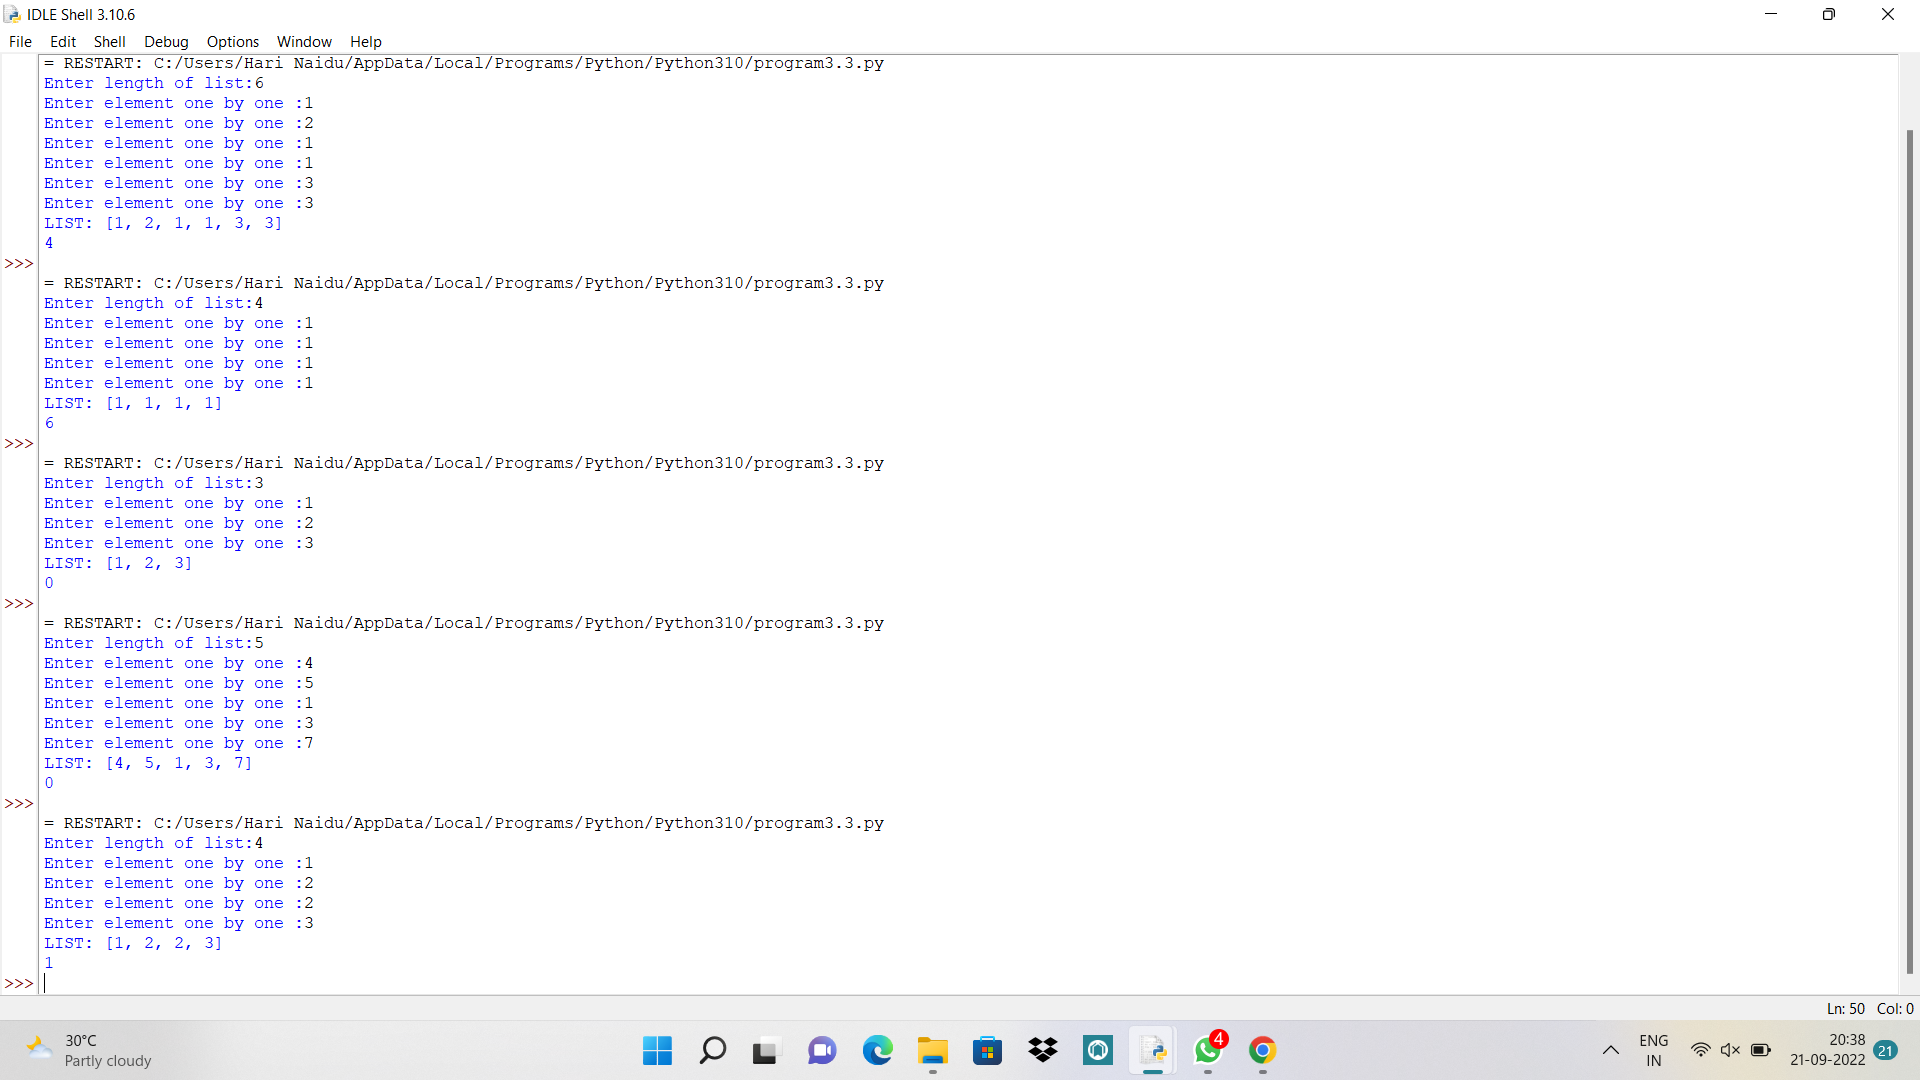 IDLE Shell 3.10.6
File Edit Shell Debug Options Window Help
= RESTART: C:/Users/Hari Naidu/AppData/Local/Programs/Python/Python310/program3.3.py
Enter length of list:6
Enter element one by one :1
Enter element one by one :2
Enter element one by one :1
Enter element one by one :1
Enter element one by one :3
Enter element one by one :3
LIST: [1, 2, 1, 1, 3, 3]
4
>>>
= RESTART: C:/Users/Hari Naidu/AppData/Local/Programs/Python/Python310/program3.3.py
Enter length of list:4
Enter element one by one :1
Enter element one by one :1
Enter element one by one :1
Enter element one by one :1
LIST: [1, 1, 1, 1]
6
>>>
= RESTART: C:/Users/Hari Naidu/AppData/Local/Programs/Python/Python310/program3.3.py
Enter length of list:3
Enter element one by one :1
Enter element one by one :2
Enter element one by one :3
LIST: [1, 2, 3]
0
>>>
= RESTART: C:/Users/Hari Naidu/AppData/Local/Programs/Python/Python310/program3.3.py
Enter length of list:5
Enter element one by one :4
Enter element one by one :5
Enter element one by one :1
Enter element one by one :3
Enter element one by one :7
LIST: [4, 5, 1, 3, 7]
0
>>>
= RESTART: C:/Users/Hari Naidu/AppData/Local/Programs/Python/Python310/program3.3.py
Enter length of list:4
Enter element one by one :1
Enter element one by one :2
Enter element one by one :2
Enter element one by one :3
LIST: [1, 2, 2, 3]
1
>>>
Ln: 50 Col: 0
30°C
Partly cloudy
4
ENG
IN
20:38
21-09-2022
21